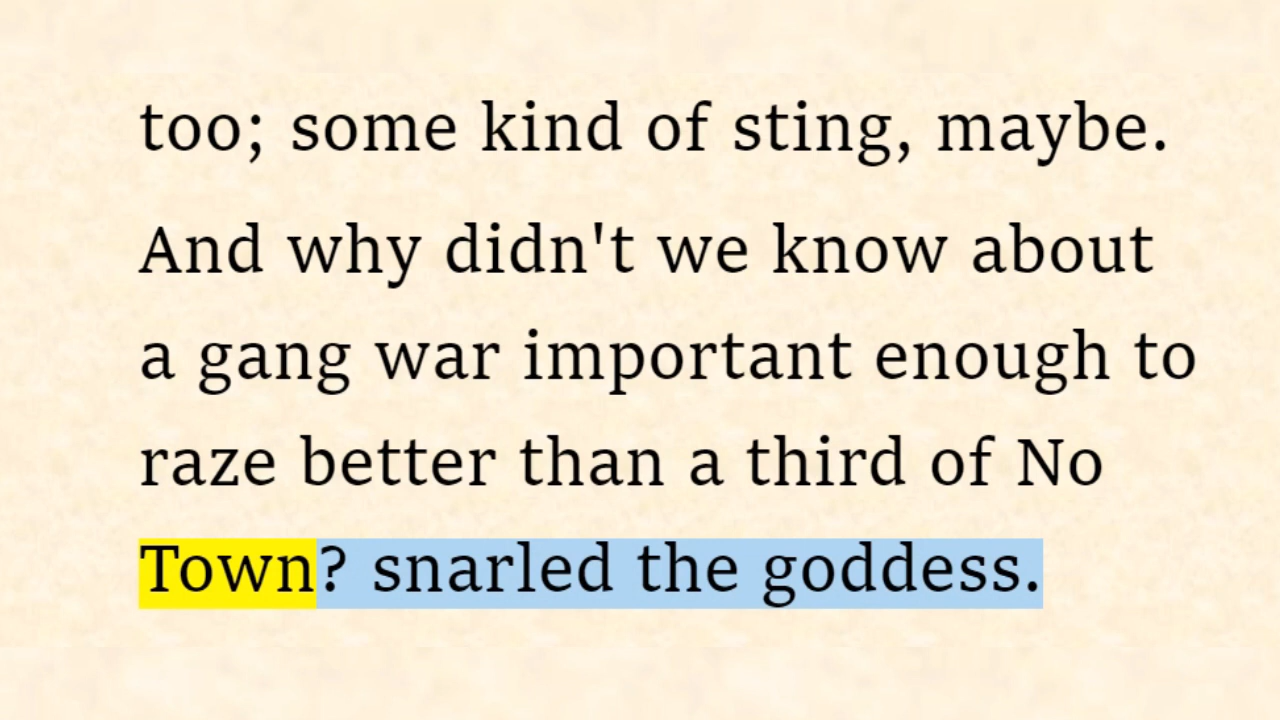 too; some kind of sting, maybe.
And why didn't we know about
a gang war important enough to
raze better than a third of No
Town? snarled the goddess.